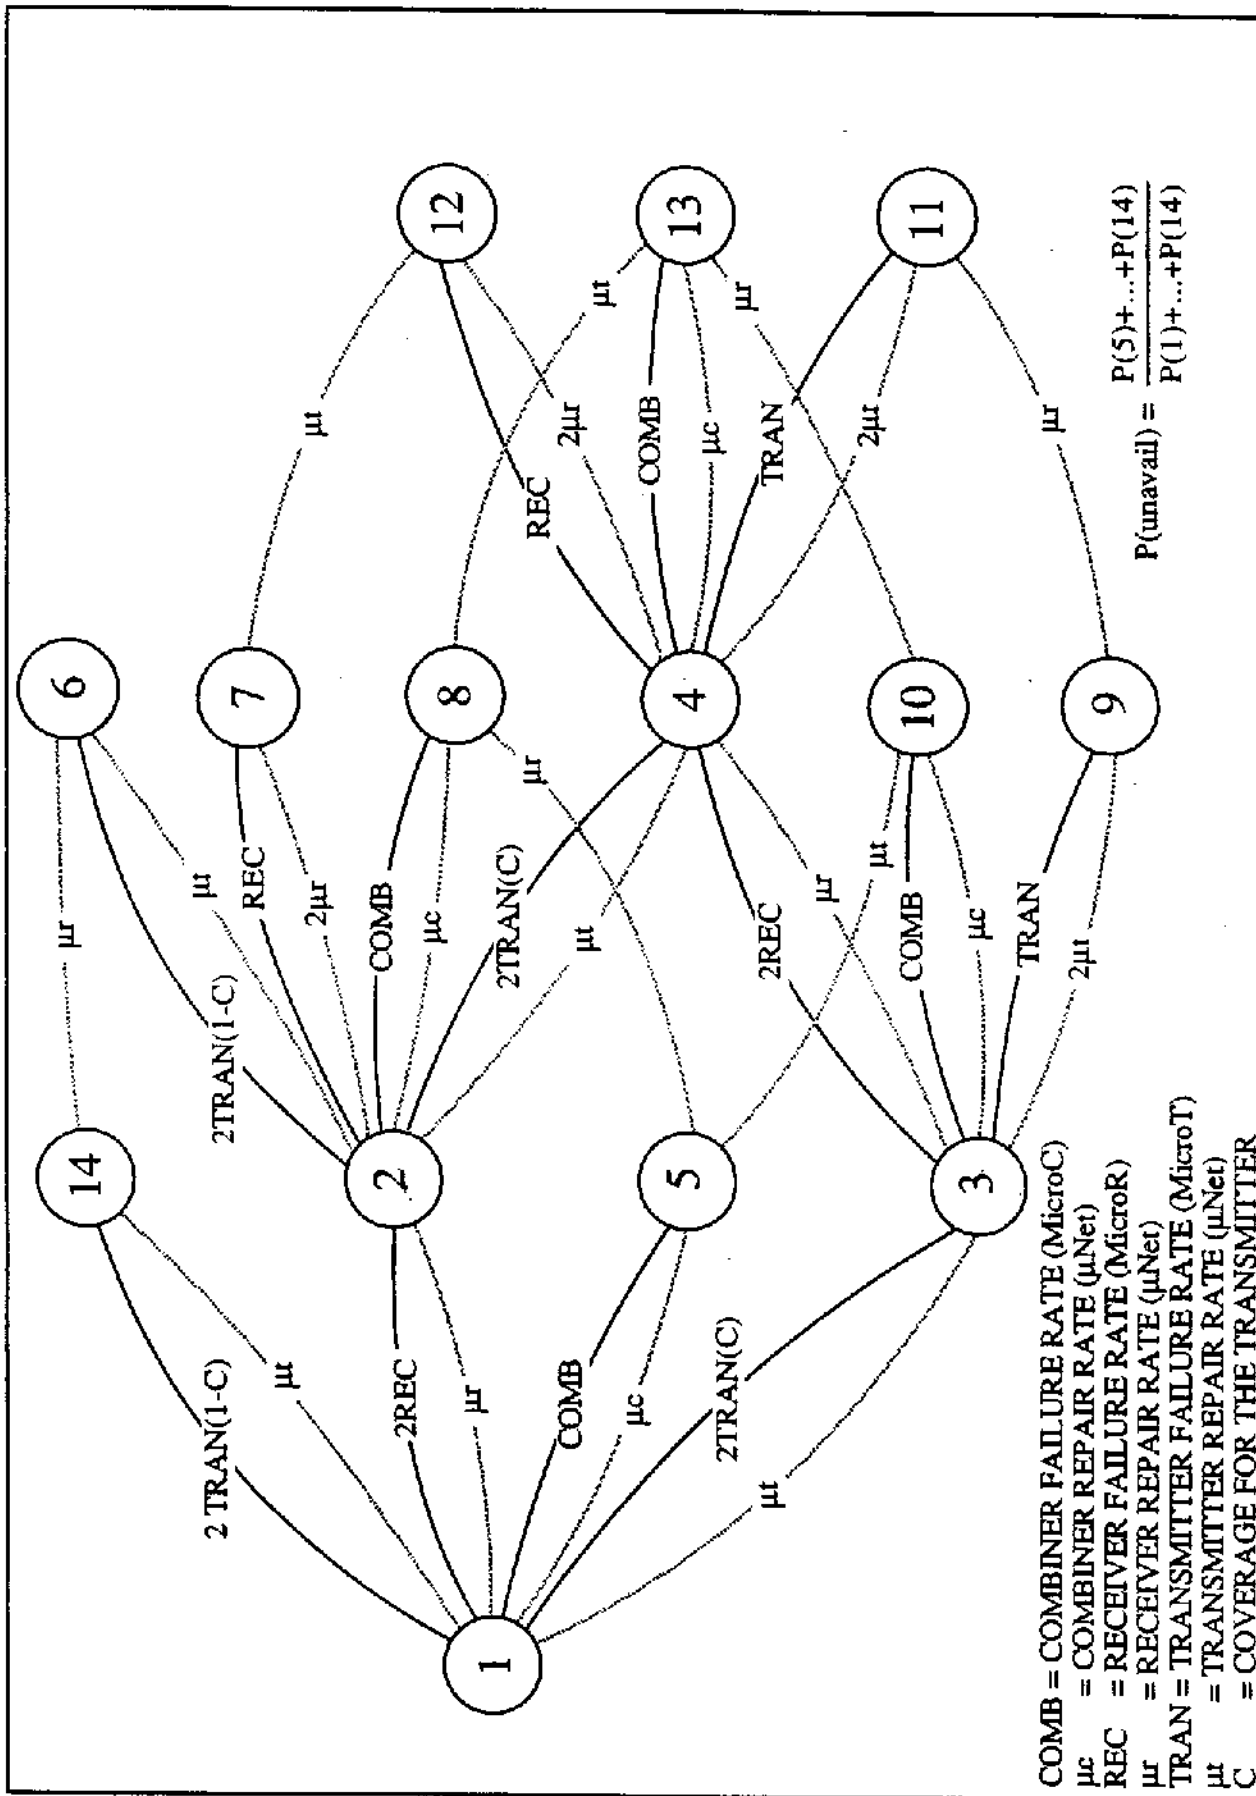 14 µr 6
2 TRAN(1-C) 2TRAN(1-C) µt
REC 7 µt
µt 2µr
2REC 2 COMB 8 12
µc
1 µr 2TRAN(C) REC 2µr µt
COMB µt µr
µc COMB
5 4 µc 13
2TRAN(C) 2REC TRAN µr
µt µr µt 2µt
3 COMB 10 11
µc
TRAN µr
2µt 9
COMB = COMBINER FAILURE RATE (MicroC)
µc = COMBINER REPAIR RATE (µNet)
REC = RECEIVER FAILURE RATE (MicroR)
µr = RECEIVER REPAIR RATE (µNet)
TRAN = TRANSMITTER FAILURE RATE (MicroT)
µt = TRANSMITTER REPAIR RATE (µNet)
C = COVERAGE FOR THE TRANSMITTER
P(5)+...+P(14)
P(unavail) =
P(1)+...+P(14)